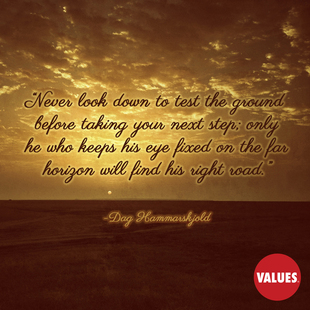 "Never look down to test the ground
before taking your next step; only
he who keeps his eye fixed on the far
horizon will find his right road."
-Dag Hammarskjold
VALUES.